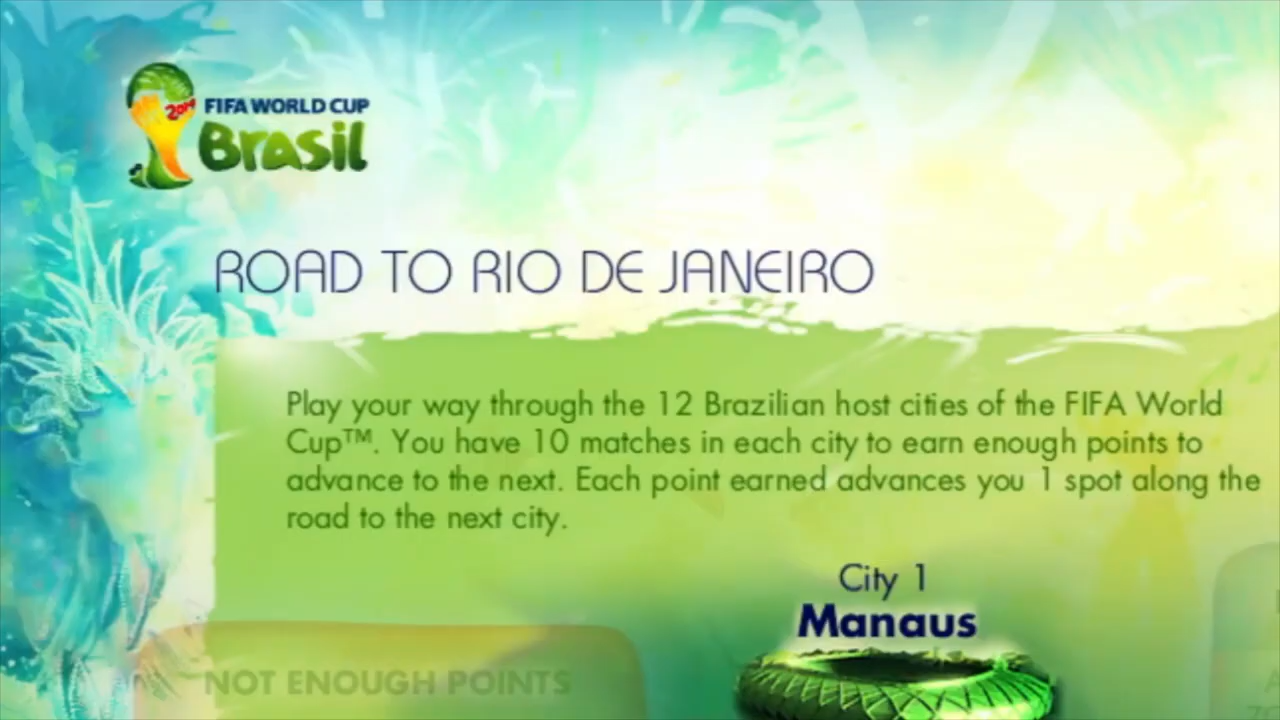 2014
FIFA WORLD CUP
Brasil
ROAD TO RIO DE JANEIRO
Play your way through the 12 Brazilian host cities of the FIFA World
Cup™. You have 10 matches in each city to earn enough points to
advance to the next. Each point earned advances you 1 spot along the
road to the next city.
City 1
Manaus
NOT ENOUGH POINTS